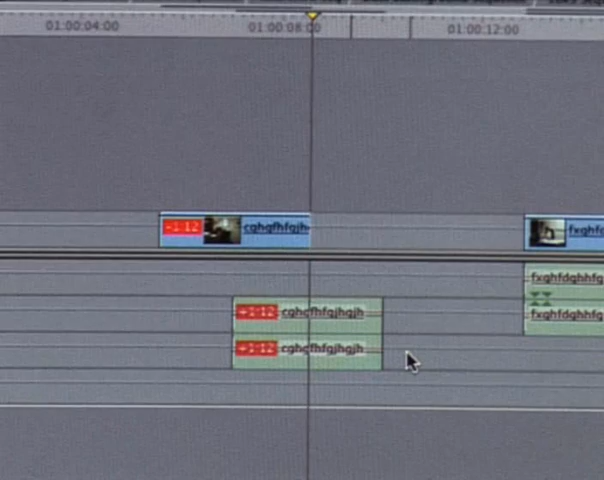 01:00:04:00 01:00:08:00 01:00:12:00
-1:12 cghgfhfgjh fxghfd
fxghfdghhfg
+1:12 cghgfhfgjhgjh fxghfdghhfg
+1:12 cghgfhfgjhgjh